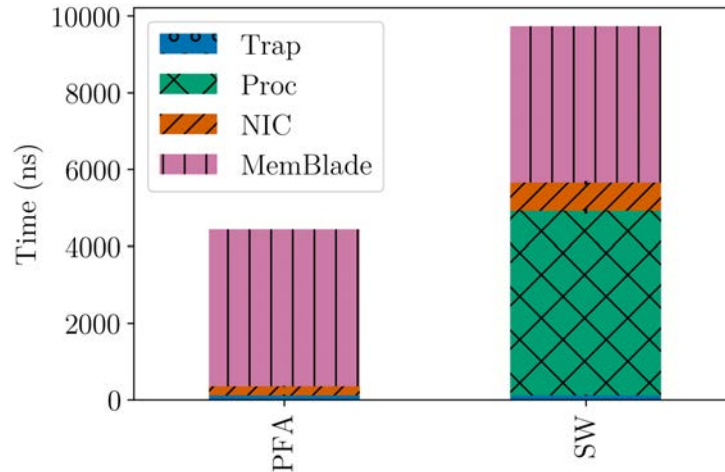 10000
8000
6000
4000
2000
0
Time (ns)
Trap
Proc
NIC
MemBlade
PFA
SW